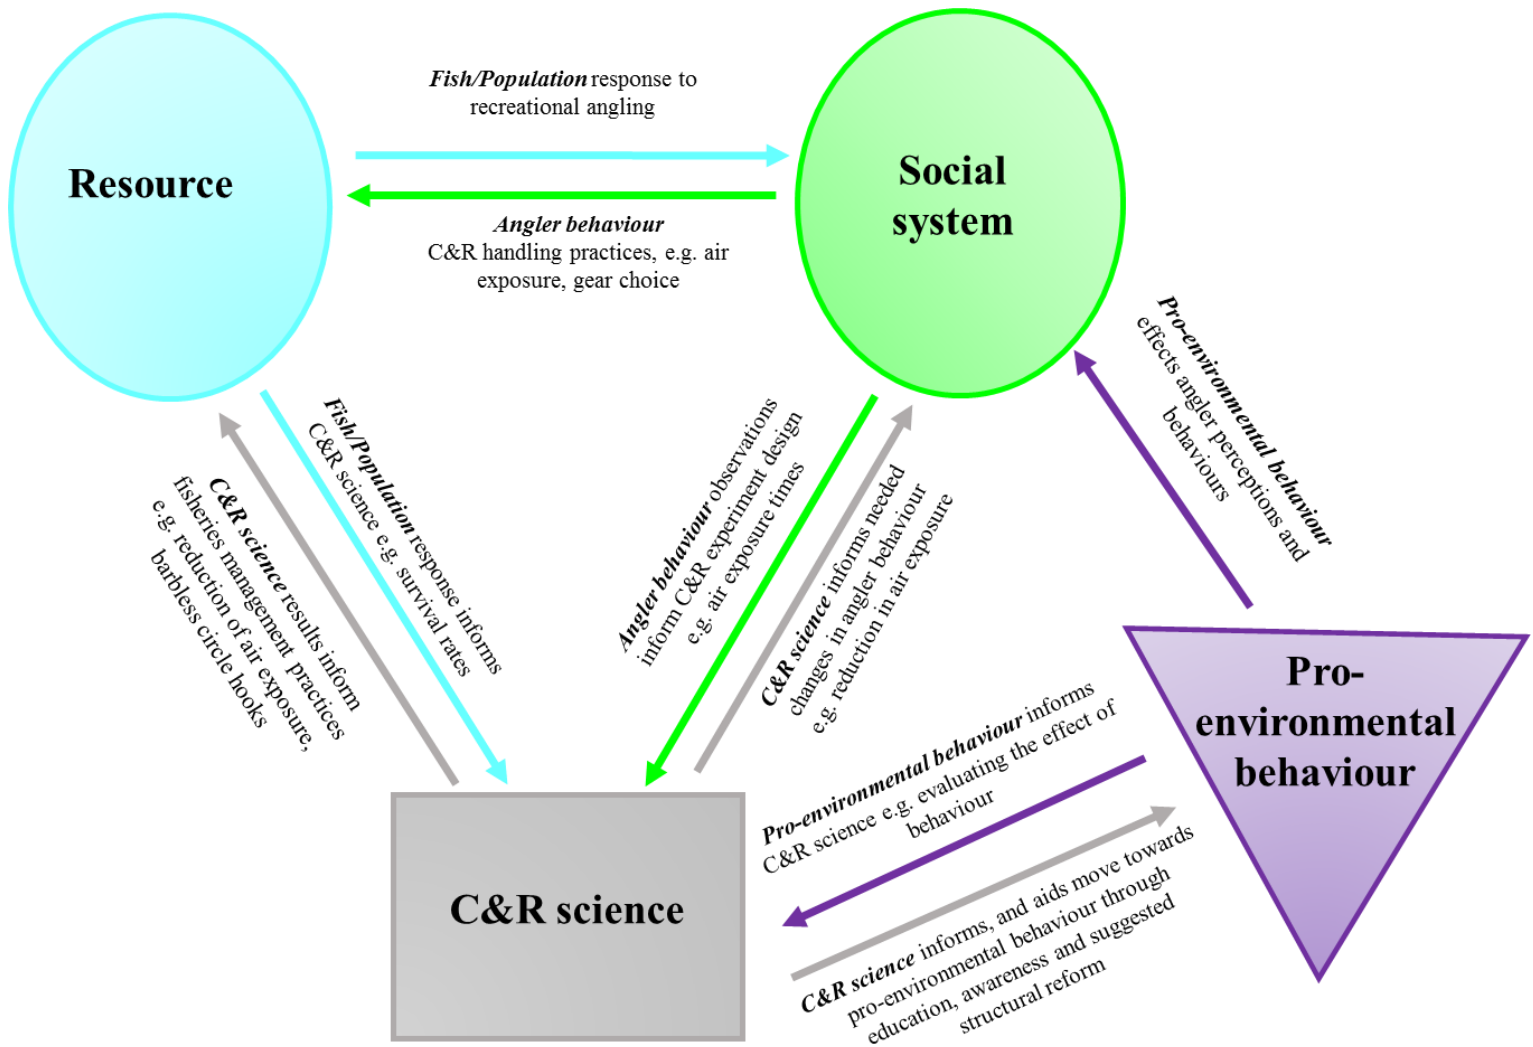 Fish/Population response to
recreational angling
Resource
Social
system
Angler behaviour
C&R handling practices, e.g. air
exposure, gear choice
Pro-environmental behaviour
effects angler perceptions and
behaviours
Fish/Population response informs
C&R science e.g. survival rates
C&R science results inform
fisheries management practices
e.g. reduction of air exposure,
barbless circle hooks
Angler behaviour observations
inform C&R experiment design
e.g. air exposure times
C&R science informs needed
changes in angler behaviour
e.g. reduction in air exposure
Pro-
environmental
behaviour
Pro-environmental behaviour informs
C&R science e.g. evaluating the effect of
behaviour
C&R science
C&R science informs, and aids move towards
pro-environmental behaviour through
education, awareness and suggested
structural reform